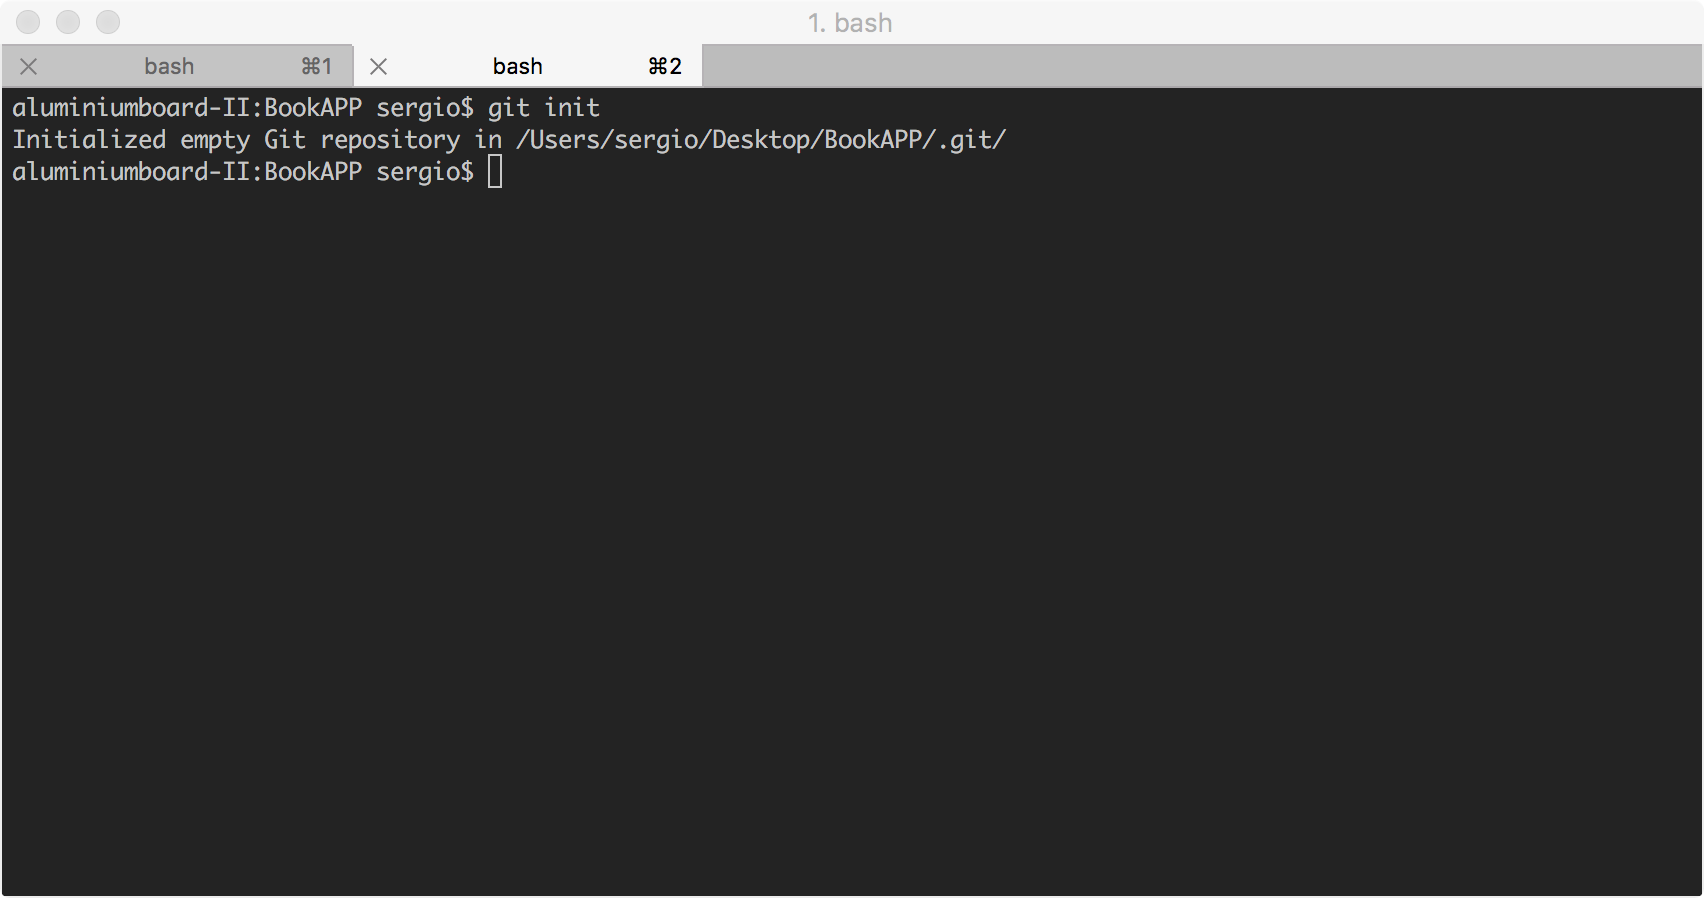 1. bash
bash ⌘1 bash ⌘2
aluminiumboard-II:BookAPP sergio$ git init
Initialized empty Git repository in /Users/sergio/Desktop/BookAPP/.git/
aluminiumboard-II:BookAPP sergio$